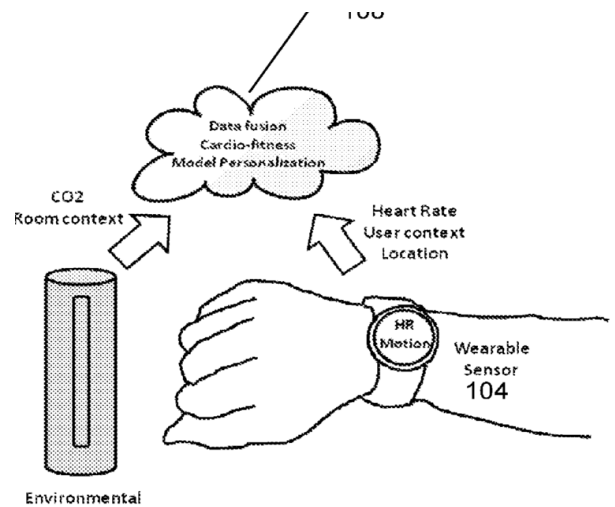 Data fusion
Cardio-fitness
Model Personalization
CO2
Room context
Heart Rate
User context
Location
HR
Motion
Wearable
Sensor
104
Environmental